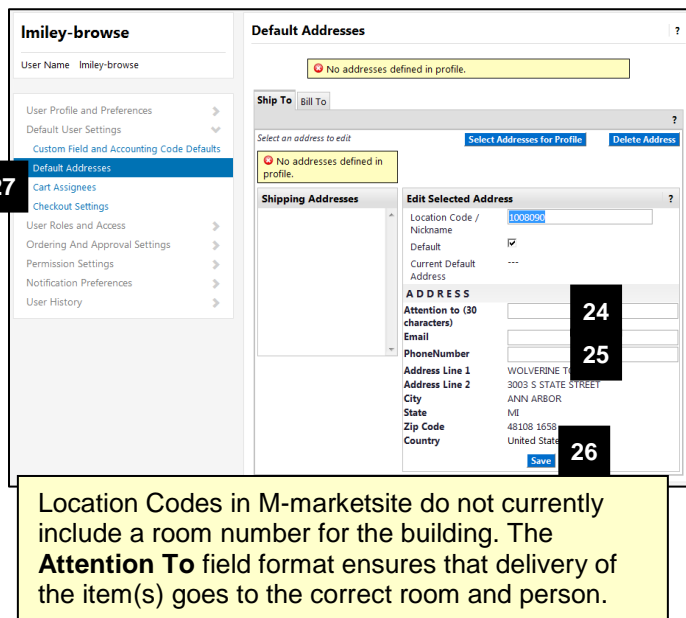 lmiley-browse
User Name lmiley-browse
User Profile and Preferences
Default User Settings
Custom Field and Accounting Code Defaults
Default Addresses
27
Cart Assignees
Checkout Settings
User Roles and Access
Ordering And Approval Settings
Permission Settings
Notification Preferences
User History
Default Addresses ?
No addresses defined in profile.
Ship To Bill To
?
Select an address to edit Select Addresses for Profile Delete Address
No addresses defined in
profile.
Shipping Addresses
Edit Selected Address ?
Location Code / 1008090
Nickname
Default
Current Default ---
Address
ADDRESS
Attention to (30 24
characters)
Email
PhoneNumber 25
Address Line 1 WOLVERINE
Address Line 2 3003 S STATE STREET
City ANN ARBOR
State MI
Zip Code 48108 1658
Country United
Save 26
Location Codes in M-marketsite do not currently
include a room number for the building. The
Attention To field format ensures that delivery of
the item(s) goes to the correct room and person.